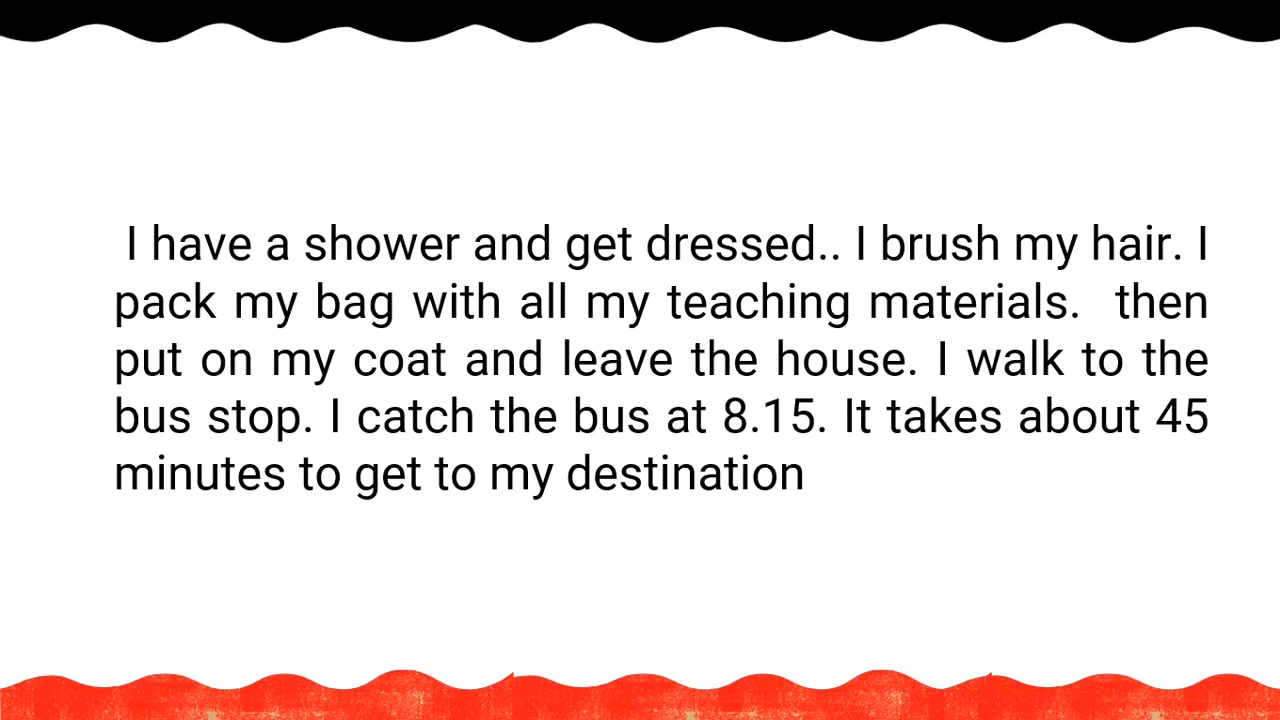 I have a shower and get dressed.. I brush my hair. I
pack my bag with all my teaching materials.  then
put on my coat and leave the house. I walk to the
bus stop. I catch the bus at 8.15. It takes about 45
minutes to get to my destination